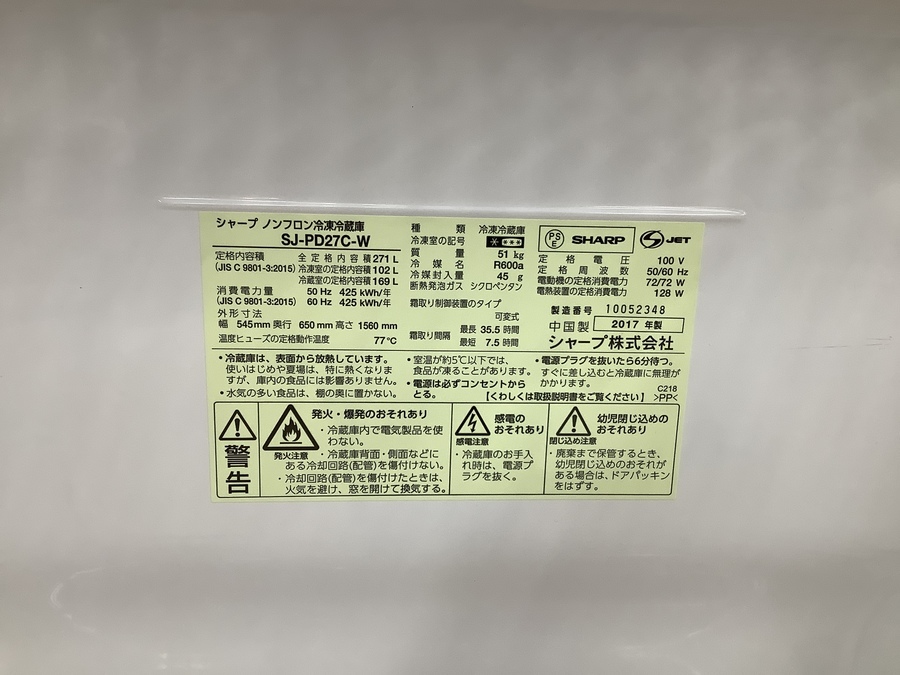 シャープ ノンフロン冷凍冷蔵庫
SJ-PD27C-W
定格内容積 全定格内容積 271 L
(JIS C 9801-3:2015) 冷凍室の定格内容積 102 L
冷蔵室の定格内容積 169 L
消費電力量 50 Hz 425 kWh/年
(JIS C 9801-3:2015) 60 Hz 425 kWh/年
外形寸法
幅 545mm 奥行 650mm 高さ 1560mm
温度ヒューズの定格動作温度 77℃
種類 冷凍冷蔵庫
冷凍室の記号 ****
質量 51 kg
冷媒名 R600a
冷媒封入量 45 g
断熱発泡ガス シクロペンタン
霜取り制御装置のタイプ
可変式
霜取り間隔 最長 35.5 時間
最短 7.5 時間
PS
E
SHARP
S JET
定格電圧 100 V
定格周波数 50/60 Hz
電動機の定格消費電力 72/72 W
電熱装置の定格消費電力 128 W
製造番号 10052348
中国製 2017 年製
シャープ株式会社
・冷蔵庫は、表面から放熱しています。
使いはじめや夏場は、特に熱くなりま
すが、庫内の食品には影響ありません。
・水気の多い食品は、棚の奥に置かない。
・室温が約5℃以下では、
食品が凍ることがあります。
・電源は必ずコンセントから
とる。
・電源プラグを抜いたら6分待つ。
すぐに差し込むと冷蔵庫に無理が
かかります。
C218
【くわしくは取扱説明書をご覧ください】 >PP<
警告
発火・爆発のおそれあり
発火注意
・冷蔵庫内で電気製品を使
わない。
・冷蔵庫背面・側面などに
ある冷却回路(配管)を傷付けない。
・冷却回路(配管)を傷付けたときは、
火気を避け、窓を開けて換気する。
感電の
おそれあり
感電注意
・冷蔵庫のお手入
れ時は、電源プ
ラグを抜く。
幼児閉じ込めの
おそれあり
閉じ込め注意
・廃棄まで保管するとき、
幼児閉じ込めのおそれが
ある場合は、ドアパッキン
をはずす。